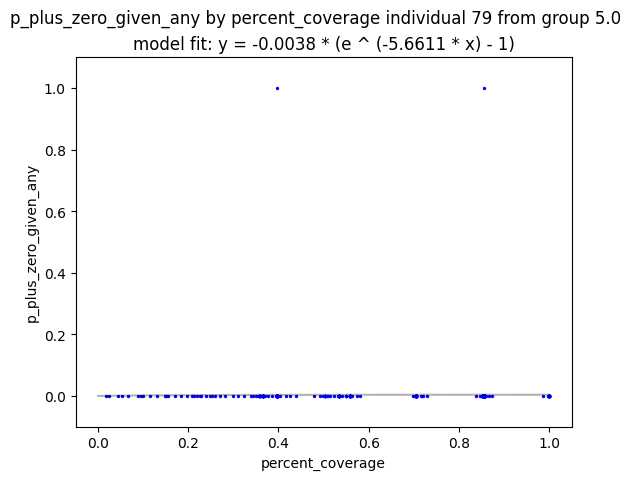 p_plus_zero_given_any by percent_coverage individual 79 from group 5.0
model fit: y = -0.0038 * (e ^ (-5.6611 * x) - 1)
1.0
0.8
0.6
0.4
0.2
0.0
p_plus_zero_given_any
0.0 0.2 0.4 0.6 0.8 1.0
percent_coverage